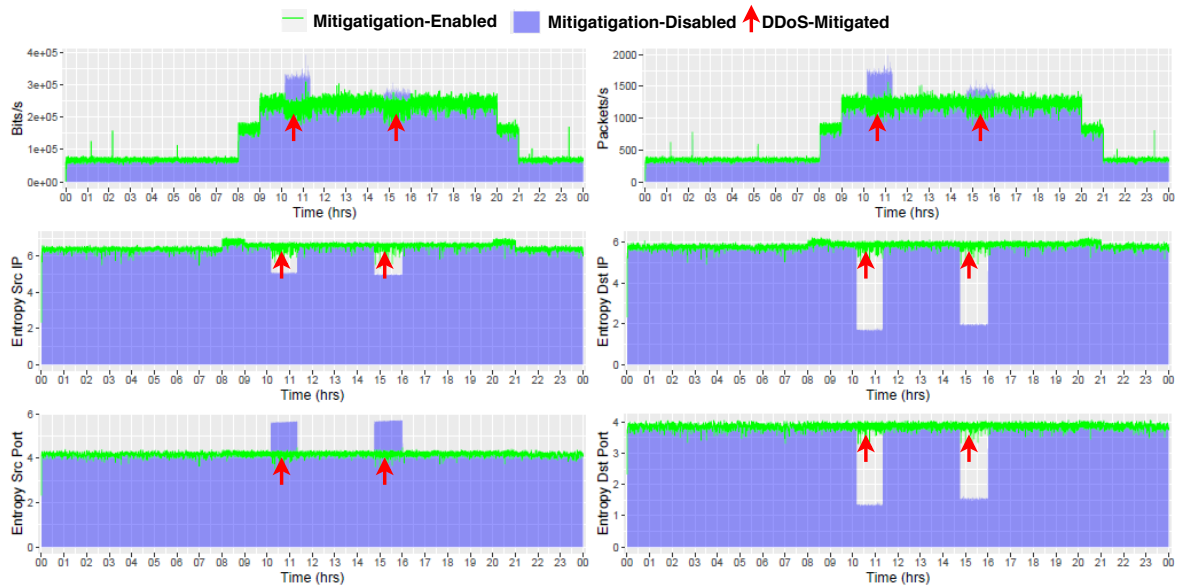 Mitigatigation-Enabled Mitigatigation-Disabled DDoS-Mitigated
Bits/s
4e+05
3e+05
2e+05
1e+05
0e+00
00 01 02 03 04 05 06 07 08 09 10 11 12 13 14 15 16 17 18 19 20 21 22 23 00
Time (hrs)
Packets/s
2000
1500
1000
500
0
00 01 02 03 04 05 06 07 08 09 10 11 12 13 14 15 16 17 18 19 20 21 22 23 00
Time (hrs)
Entropy Src IP
6
4
2
0
00 01 02 03 04 05 06 07 08 09 10 11 12 13 14 15 16 17 18 19 20 21 22 23 00
Time (hrs)
Entropy Dst IP
6
4
2
0
00 01 02 03 04 05 06 07 08 09 10 11 12 13 14 15 16 17 18 19 20 21 22 23 00
Time (hrs)
Entropy Src Port
6
4
2
0
00 01 02 03 04 05 06 07 08 09 10 11 12 13 14 15 16 17 18 19 20 21 22 23 00
Time (hrs)
Entropy Dst Port
4
3
2
1
0
00 01 02 03 04 05 06 07 08 09 10 11 12 13 14 15 16 17 18 19 20 21 22 23 00
Time (hrs)